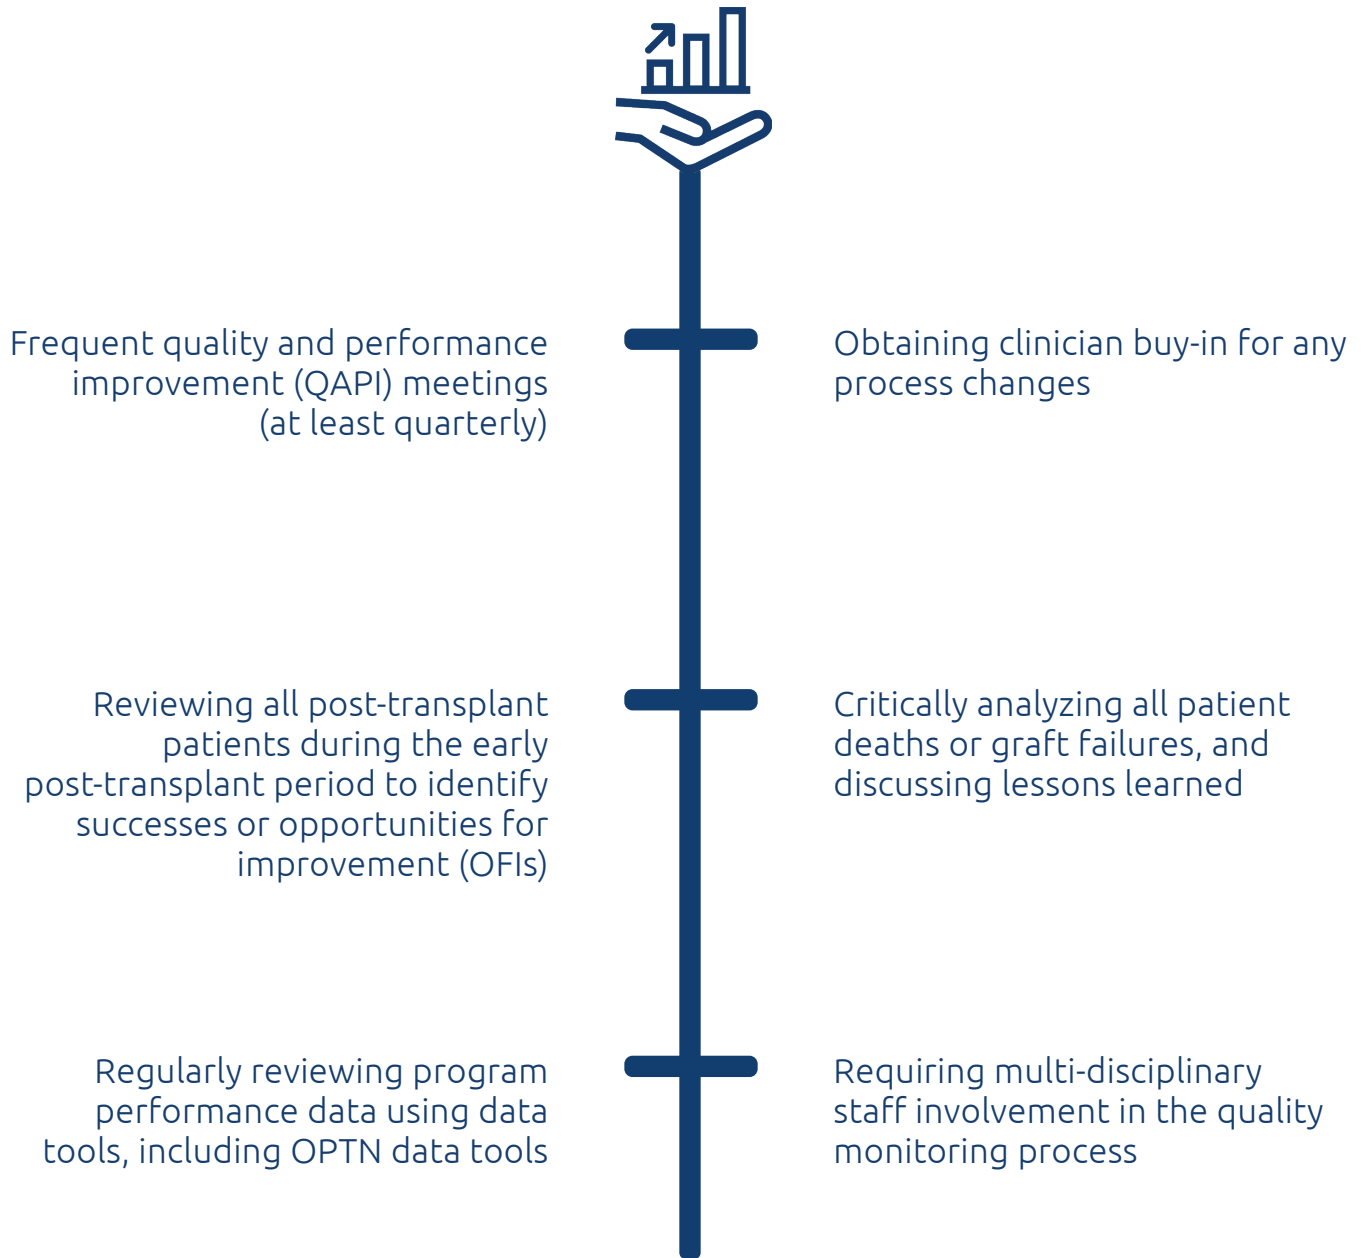 Frequent quality and performance
improvement (QAPI) meetings
(at least quarterly)
Obtaining clinician buy-in for any
process changes
Reviewing all post-transplant
patients during the early
post-transplant period to identify
successes or opportunities for
improvement (OFIs)
Critically analyzing all patient
deaths or graft failures, and
discussing lessons learned
Regularly reviewing program
performance data using data
tools, including OPTN data tools
Requiring multi-disciplinary
staff involvement in the quality
monitoring process